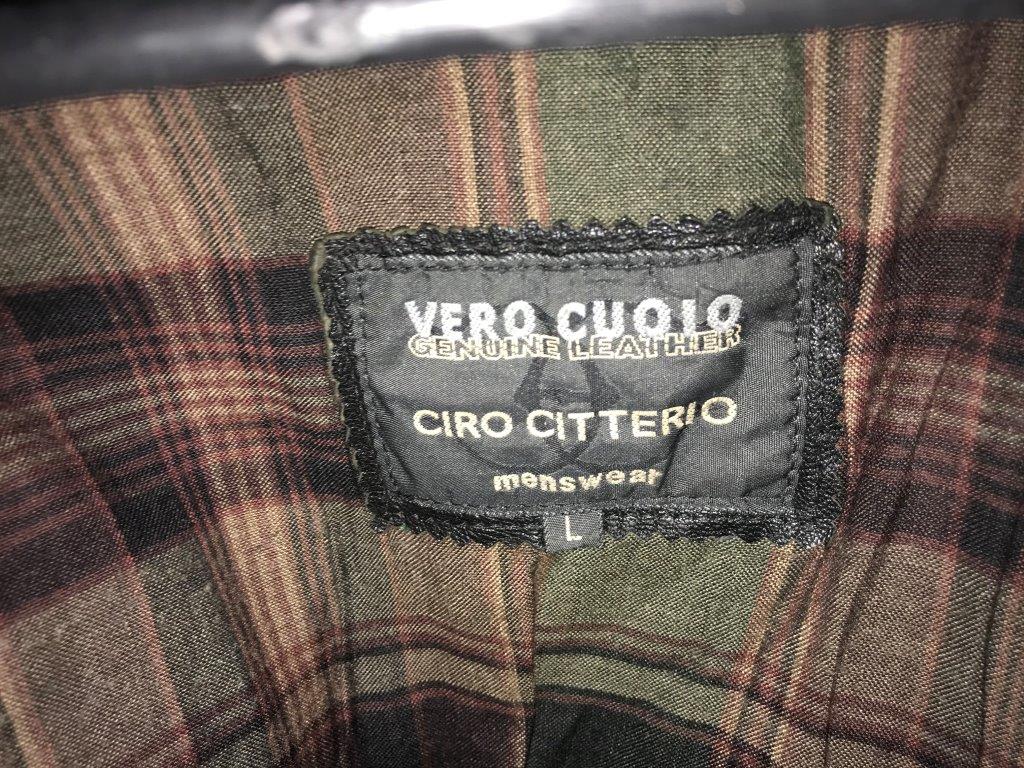 VERO CUOIO
GENUINE LEATHER
CIRO CITTERIO
menswear
L